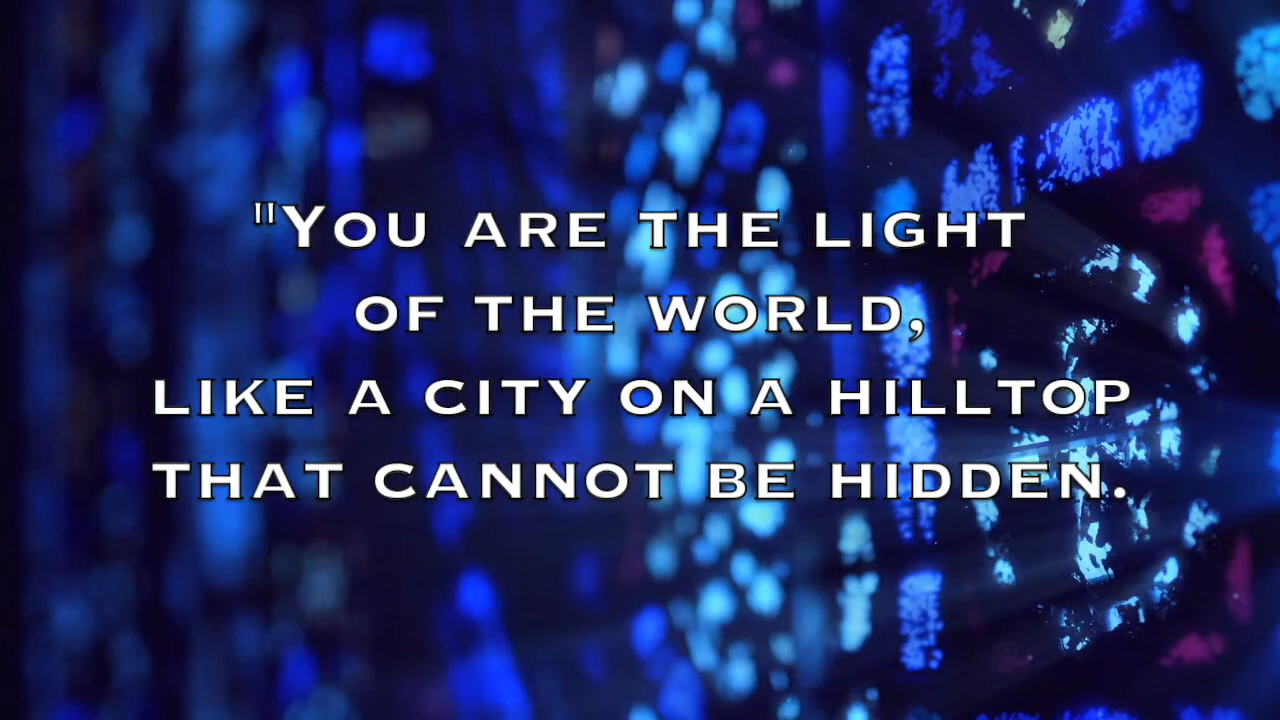 "YOU ARE THE LIGHT
OF THE WORLD,
LIKE A CITY ON A HILLTOP
THAT CANNOT BE HIDDEN.